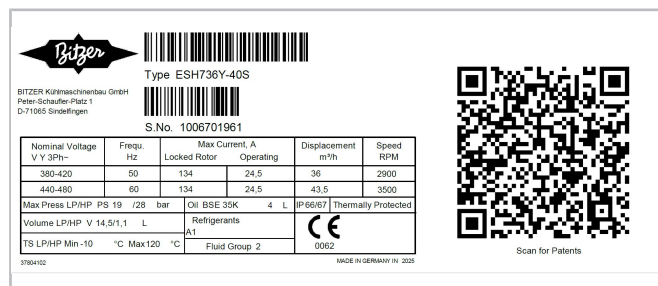 Bitzer
BITZER Kühlmaschinenbau GmbH
Peter-Schaufler-Platz 1
D-71065 Sindelfingen
Type ESH736Y-40S
S.No. 1006701961
Nominal Voltage V Y 3Ph~ Frequ. Hz Max Current, A Locked Rotor Operating Displacement m³/h Speed RPM
380-420 50 134 24,5 36 2900
440-480 60 134 24,5 43,5 3500
Max Press LP/HP PS 19 /28 bar Oil BSE 35K 4 L IP66/67 Thermally Protected
Volume LP/HP V 14,5/1,1 L Refrigerants
A1
TS LP/HP Min -10 °C Max 120 °C Fluid Group 2 CE 0062
37804102
MADE IN GERMANY IN 2025
Scan for Patents